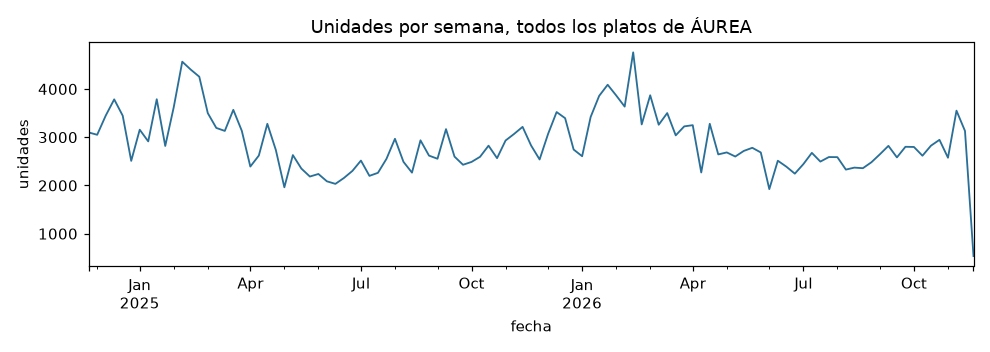 Unidades por semana, todos los platos de ÁUREA
unidades
4000
3000
2000
1000
Jan
2025
Apr
Jul
Oct
Jan
2026
Apr
Jul
Oct
fecha